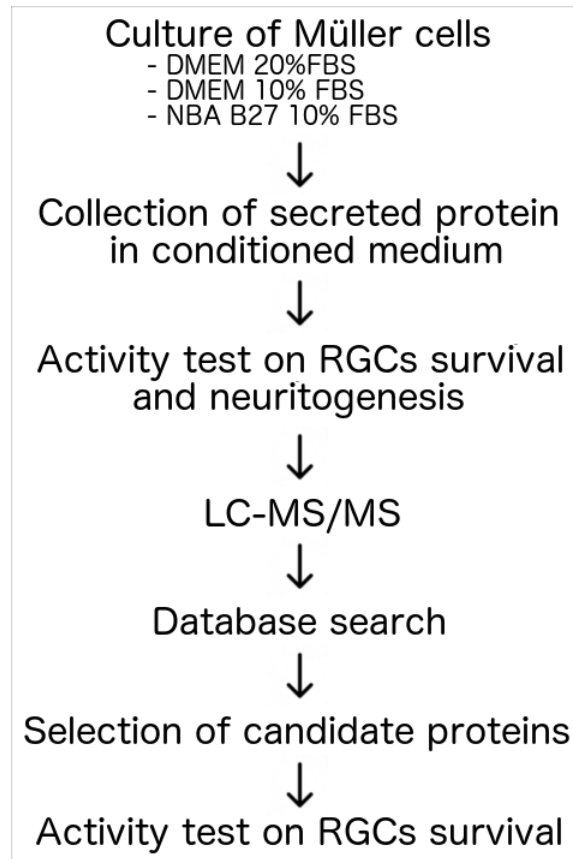 Culture of Müller cells
- DMEM 20%FBS
- DMEM 10% FBS
- NBA B27 10% FBS
Collection of secreted protein
in conditioned medium
Activity test on RGCs survival
and neuritogenesis
LC-MS/MS
Database search
Selection of candidate proteins
Activity test on RGCs survival